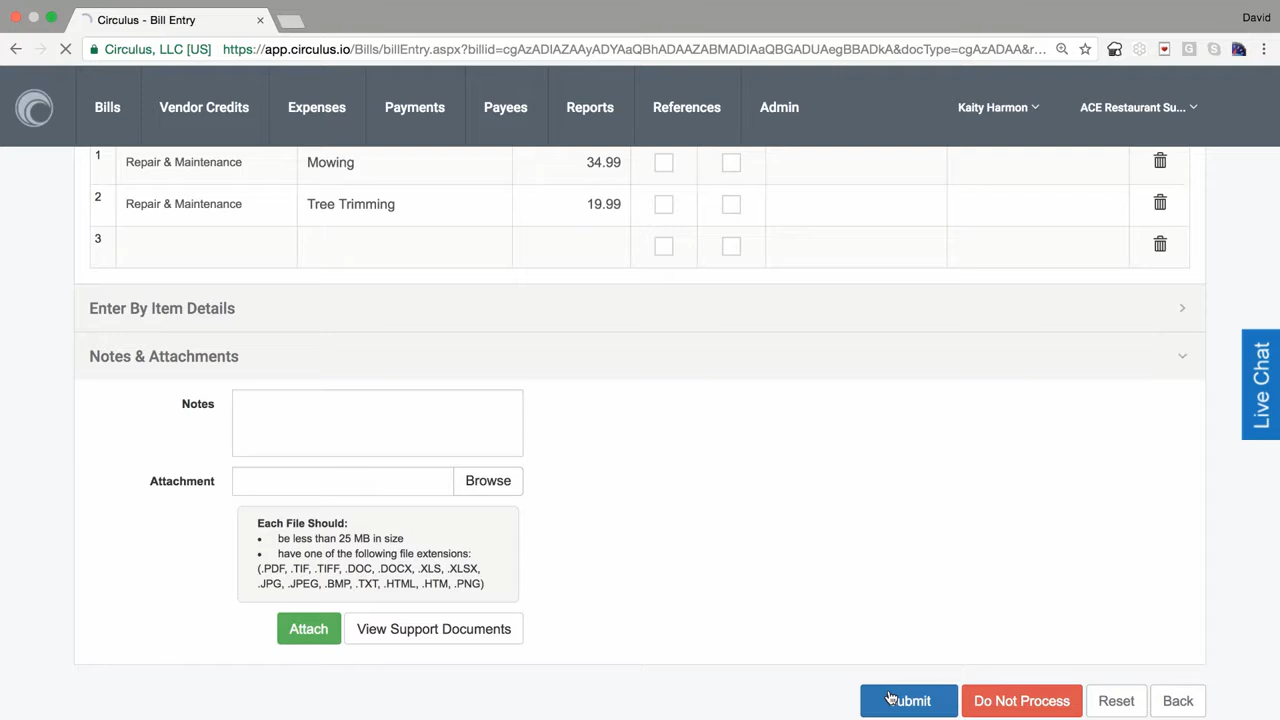 Circulus - Bill Entry
David
Circulus, LLC [US] https://app.circulus.io/Bills/billEntry.aspx?billid=cgAzADIAZAAyADYAaQBhADAAZABMADIAaQBGADUAegBBADkA&docType=cgAzADAA&r...
Bills Vendor Credits Expenses Payments Payees Reports References Admin Kaity Harmon ACE Restaurant Su...
1 Repair & Maintenance Mowing 34.99
2 Repair & Maintenance Tree Trimming 19.99
3
Enter By Item Details
Notes & Attachments
Notes
Attachment Browse
Each File Should:
• be less than 25 MB in size
• have one of the following file extensions:
(.PDF, .TIF, .TIFF, .DOC, .DOCX, .XLS, .XLSX,
.JPG, .JPEG, .BMP, .TXT, .HTML, .HTM, .PNG)
Attach View Support Documents
Submit Do Not Process Reset Back
Live Chat